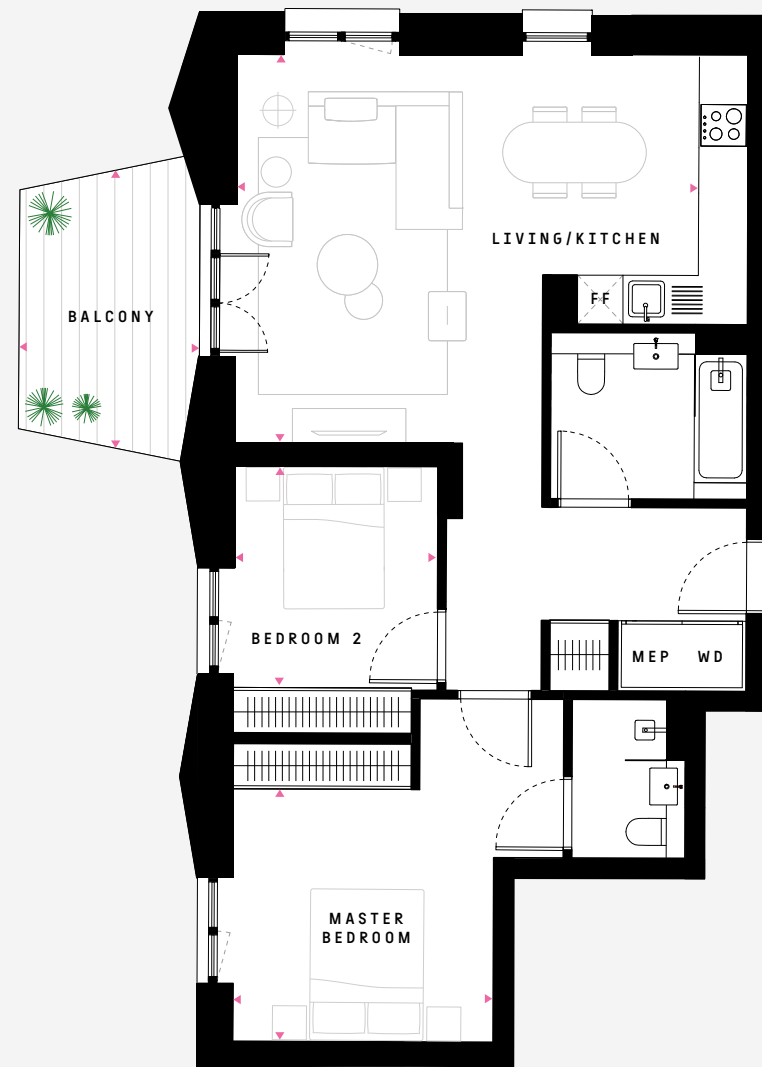 LIVING/KITCHEN
FF
BALCONY
BEDROOM 2
MEP WD
MASTER
BEDROOM